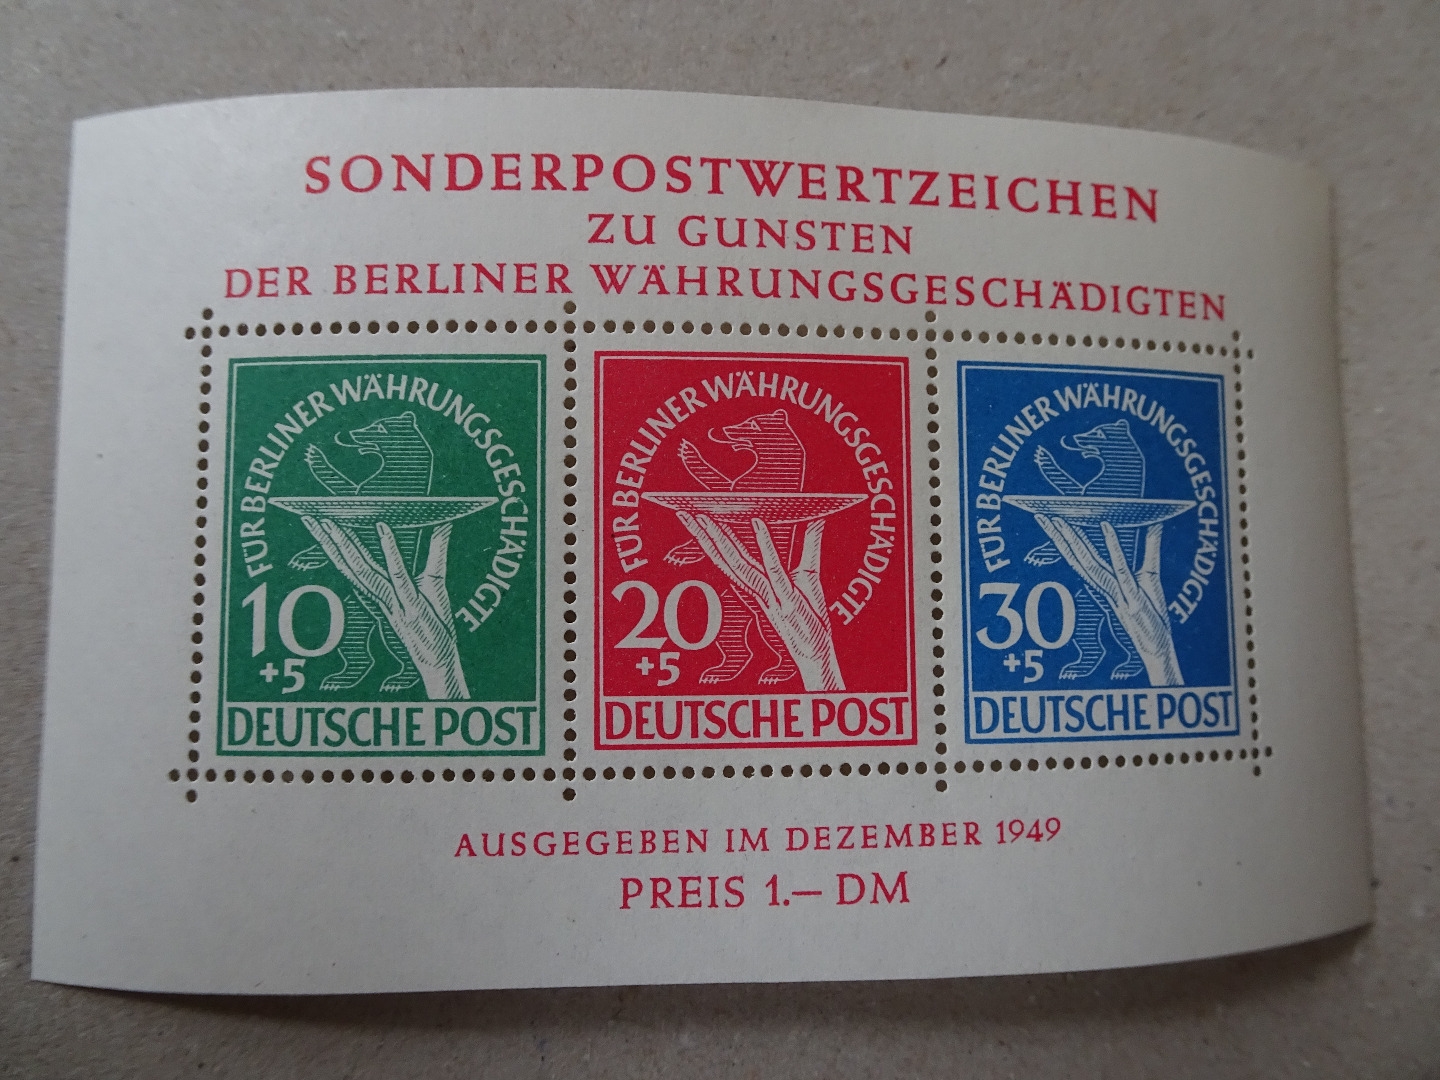 SONDERPOSTWERTZEICHEN
ZU GUNSTEN
DER BERLINER WÄHRUNGSGESCHÄDIGTEN
FÜR BERLINER WÄHRUNGSGESCHÄDIGTE
10
+5
DEUTSCHE POST
FÜR BERLINER WÄHRUNGSGESCHÄDIGTE
20
+5
DEUTSCHE POST
FÜR BERLINER WÄHRUNGSGESCHÄDIGTE
30
+5
DEUTSCHE POST
AUSGEGEBEN IM DEZEMBER 1949
PREIS 1.— DM